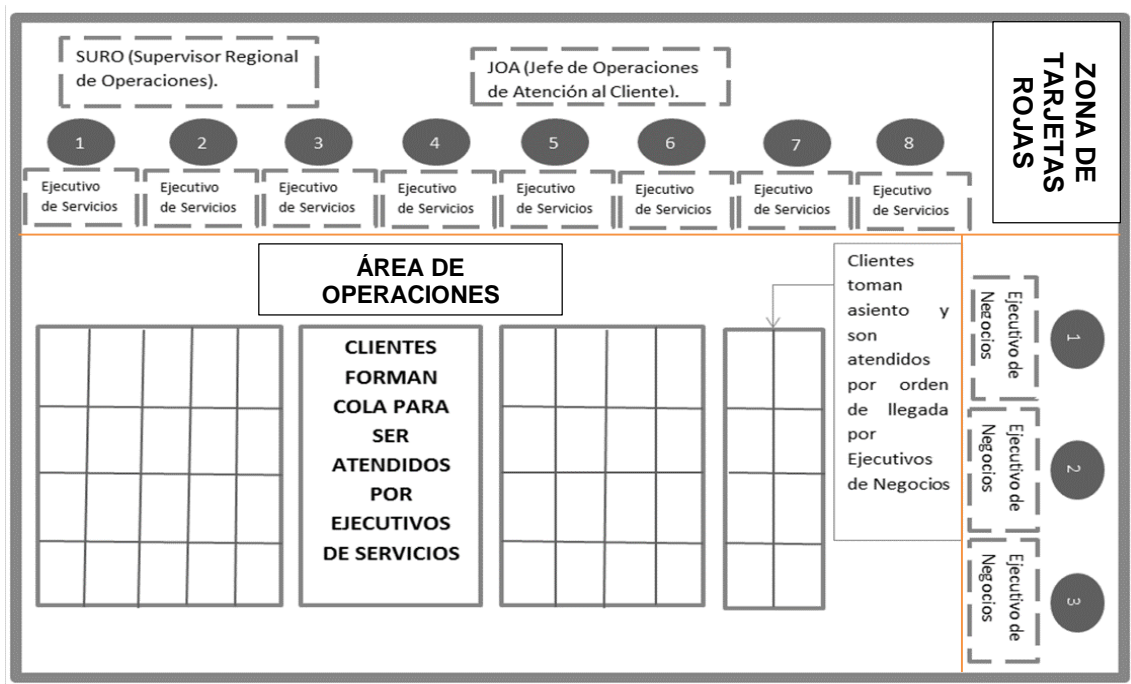 SURO (Supervisor Regional
de Operaciones).
JOA (Jefe de Operaciones
de Atención al Cliente).
ZONA DE
TARJETAS
ROJAS
1
2
3
4
5
6
7
8
Ejecutivo
de Servicios
Ejecutivo
de Servicios
Ejecutivo
de Servicios
Ejecutivo
de Servicios
Ejecutivo
de Servicios
Ejecutivo
de Servicios
Ejecutivo
de Servicios
Ejecutivo
de Servicios
ÁREA DE
OPERACIONES
CLIENTES
FORMAN
COLA PARA
SER
ATENDIDOS
POR
EJECUTIVOS
DE SERVICIOS
Clientes
toman
asiento y
son
atendidos
por orden
de llegada
por
Ejecutivos
de Negocios
Ejecutivo de
Negocios
1
Ejecutivo de
Negocios
2
Ejecutivo de
Negocios
3